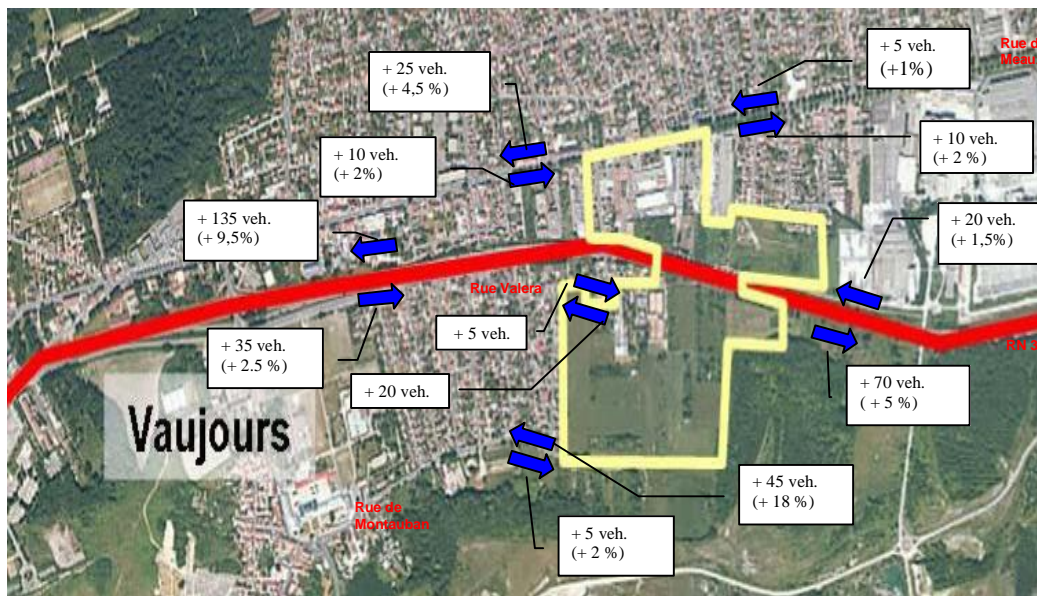 + 5 veh.
(+1%)
Rue d
Meau
+ 25 veh.
(+ 4,5 %)
+ 10 veh.
(+ 2 %)
+ 10 veh.
(+ 2%)
+ 135 veh.
(+ 9,5%)
+ 20 veh.
(+ 1,5%)
Rue Valera
+ 5 veh.
+ 35 veh.
(+ 2.5 %)
RN 3
+ 20 veh.
+ 70 veh.
(+ 5 %)
Vaujours
+ 45 veh.
(+ 18 %)
Rue de
Montauban
+ 5 veh.
(+ 2 %)